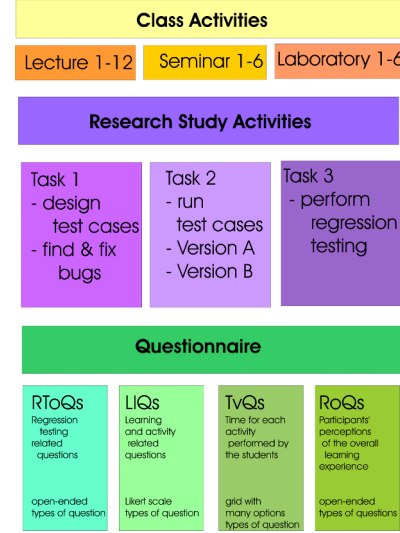 Class Activities
Lecture 1-12
Seminar 1-6
Laboratory 1-6
Research Study Activities
Task 1
- design
test cases
- find & fix
bugs
Task 2
- run
test cases
- Version A
- Version B
Task 3
- perform
regression
testing
Questionnaire
RToQs
Regression
testing
related
questions
open-ended
types of question
LIQs
Learning
and activity
related
questions
Likert scale
types of question
TvQs
Time for each
activity
performed by
the students
grid with
many options
types of question
RoQs
Participants'
perceptions
of the overall
learning
experience
open-ended
types of questions